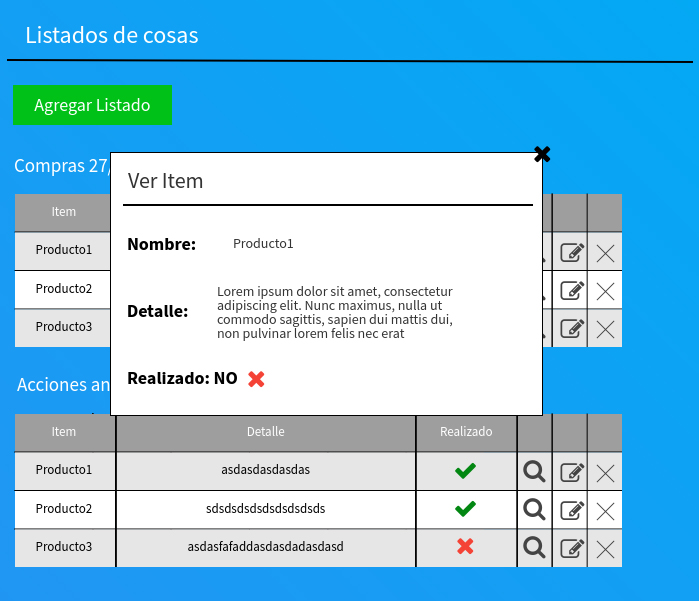 Listados de cosas
Agregar Listado
Compras 27/
Ver Item
Item
Nombre: Producto1
Producto1
Producto2
Detalle: Lorem ipsum dolor sit amet, consectetur
adipiscing elit. Nunc maximus, nulla ut
commodo sagittis, sapien dui mattis dui,
non pulvinar lorem felis nec erat
Producto3
Realizado: NO
Acciones an
Item Detalle Realizado
Producto1 asdasdasdasdas
Producto2 sdsdsdsdsdsdsdsdsds
Producto3 asdasfafaddasdasdadasdasd